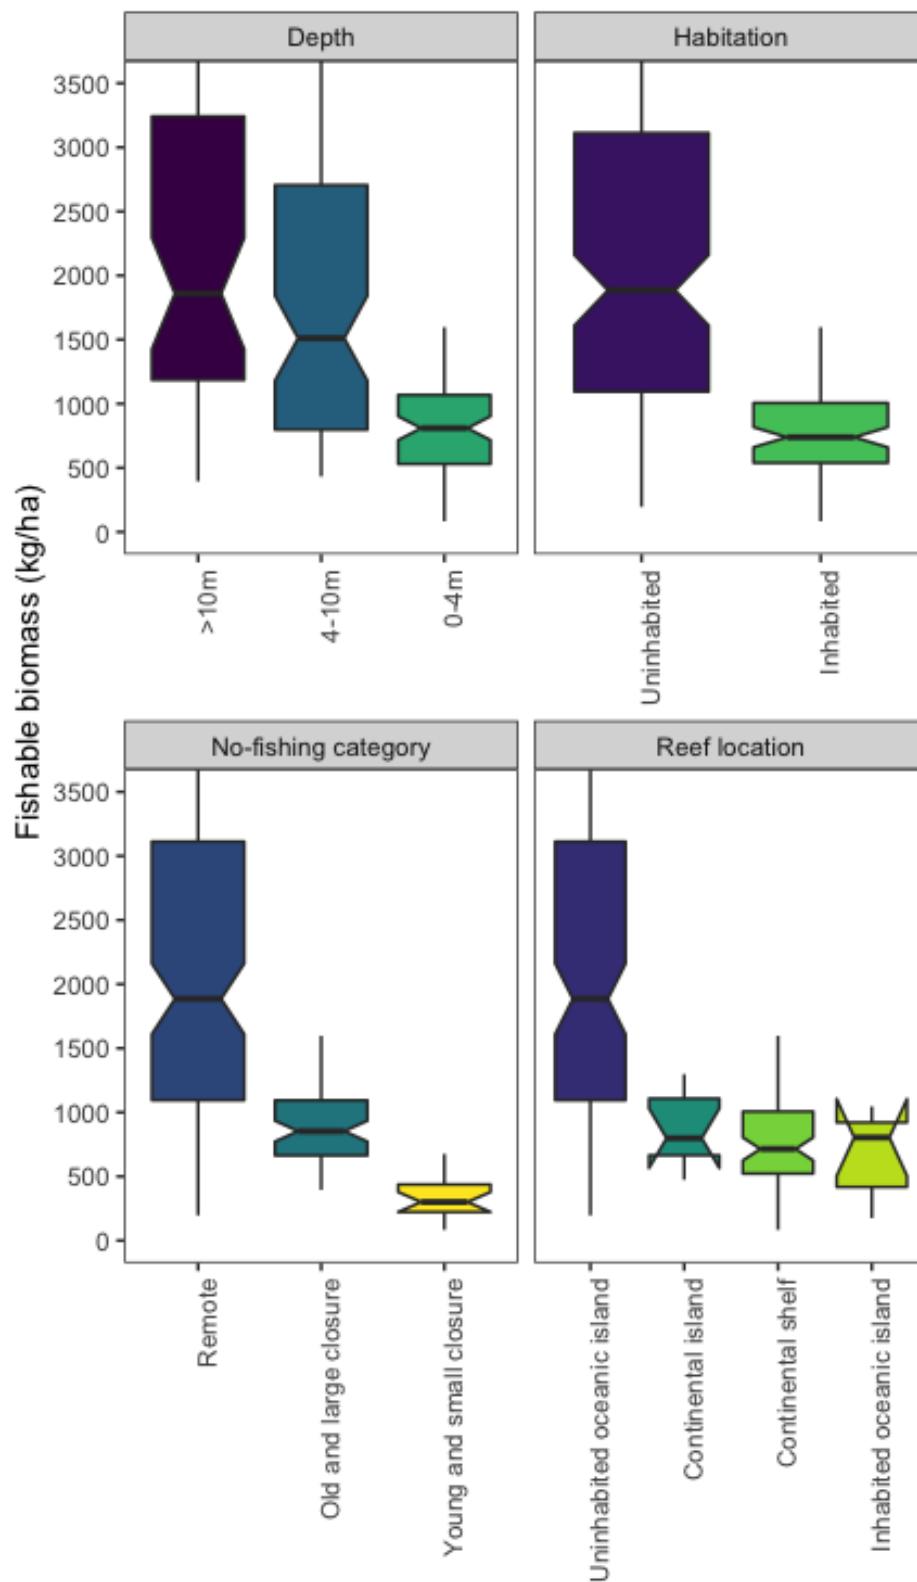 Depth
Habitation
Fishable biomass (kg/ha)
3500
3000
2500
2000
1500
1000
500
0
>10m
4-10m
0-4m
Uninhabited
Inhabited
No-fishing category
Reef location
3500
3000
2500
2000
1500
1000
500
0
Remote
Old and large closure
Young and small closure
Uninhabited oceanic island
Continental island
Continental shelf
Inhabited oceanic island